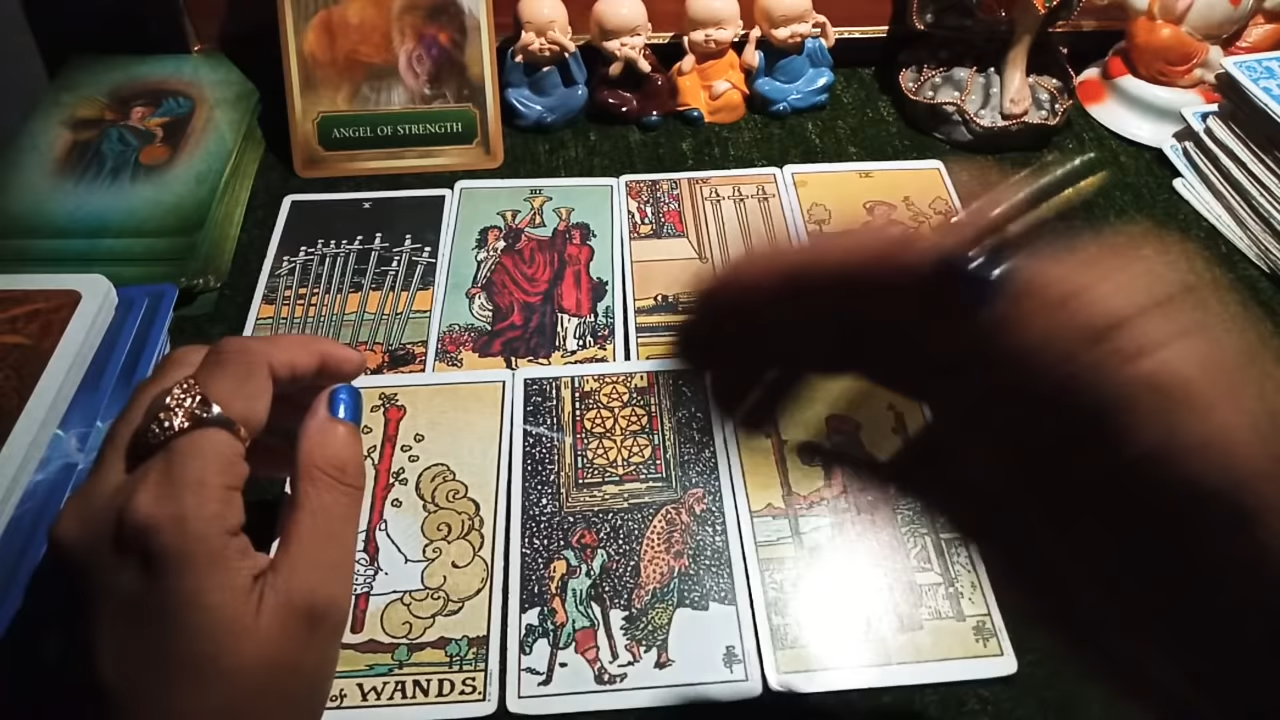 ANGEL OF STRENGTH
X
III
IV
IX
of WANDS.